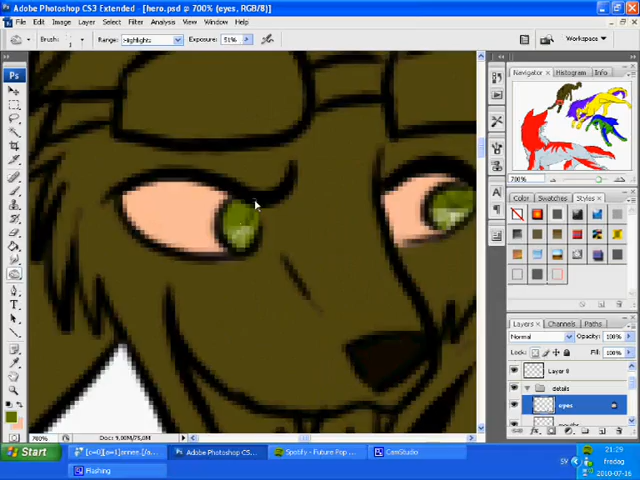 Adobe Photoshop CS3 Extended - [hero.psd @ 700% (eyes, RGB/8)]
File Edit Image Layer Select Filter Analysis View Window Help
Brush: Range: Highlights Exposure: 51% Workspace
Ps
Navigator Histogram Info
700%
Color Swatches Styles
Layers Channels Paths
Normal Opacity: 100%
Lock: Fill: 100%
Layer 8
details
eyes
700% Doc: 9,00M/75,0M
Start Adobe Photoshop CS... Spotify - Future Pop ... CamStudio
Flashing
SV
21:29
fredag
2010-07-16